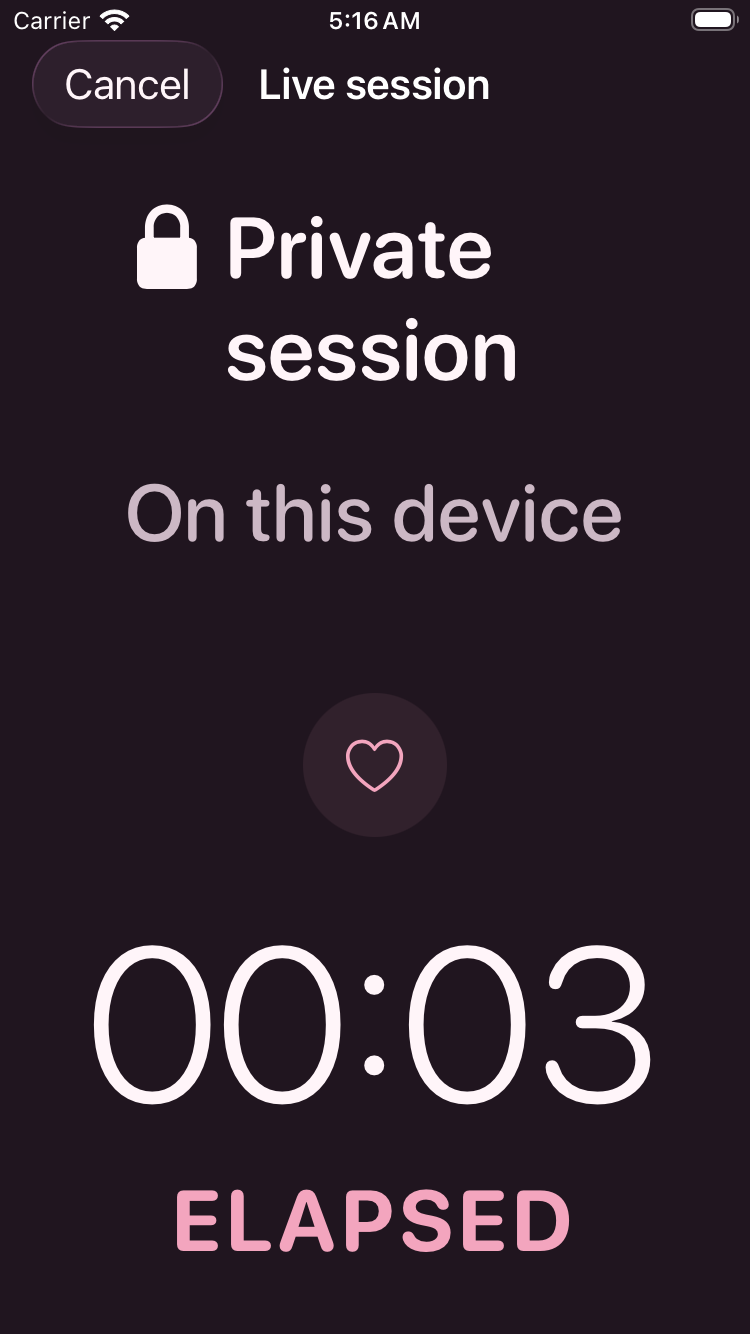 Carrier 5:16 AM
Cancel Live session
Private
session
On this device
00:03
ELAPSED